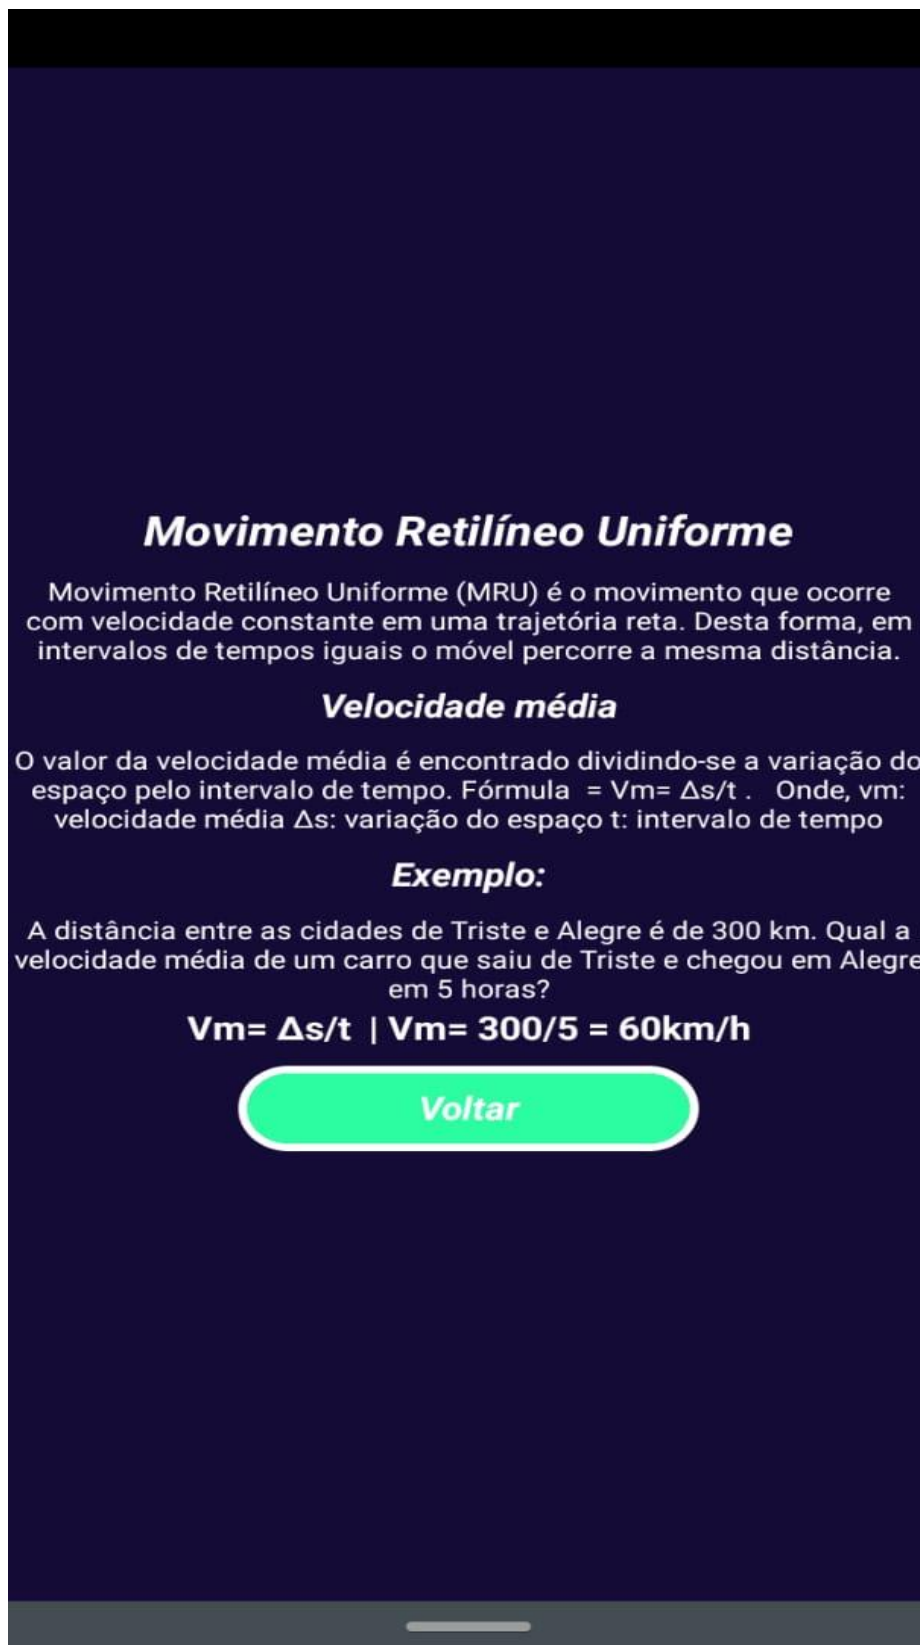 Movimento Retilíneo Uniforme
Movimento Retilíneo Uniforme (MRU) é o movimento que ocorre
com velocidade constante em uma trajetória reta. Desta forma, em
intervalos de tempos iguais o móvel percorre a mesma distância.
Velocidade média
O valor da velocidade média é encontrado dividindo-se a variação do
espaço pelo intervalo de tempo. Fórmula  = Vm= Δs/t .   Onde, vm:
velocidade média Δs: variação do espaço t: intervalo de tempo
Exemplo:
A distância entre as cidades de Triste e Alegre é de 300 km. Qual a
velocidade média de um carro que saiu de Triste e chegou em Alegre
em 5 horas?
Vm= Δs/t  | Vm= 300/5 = 60km/h
Voltar